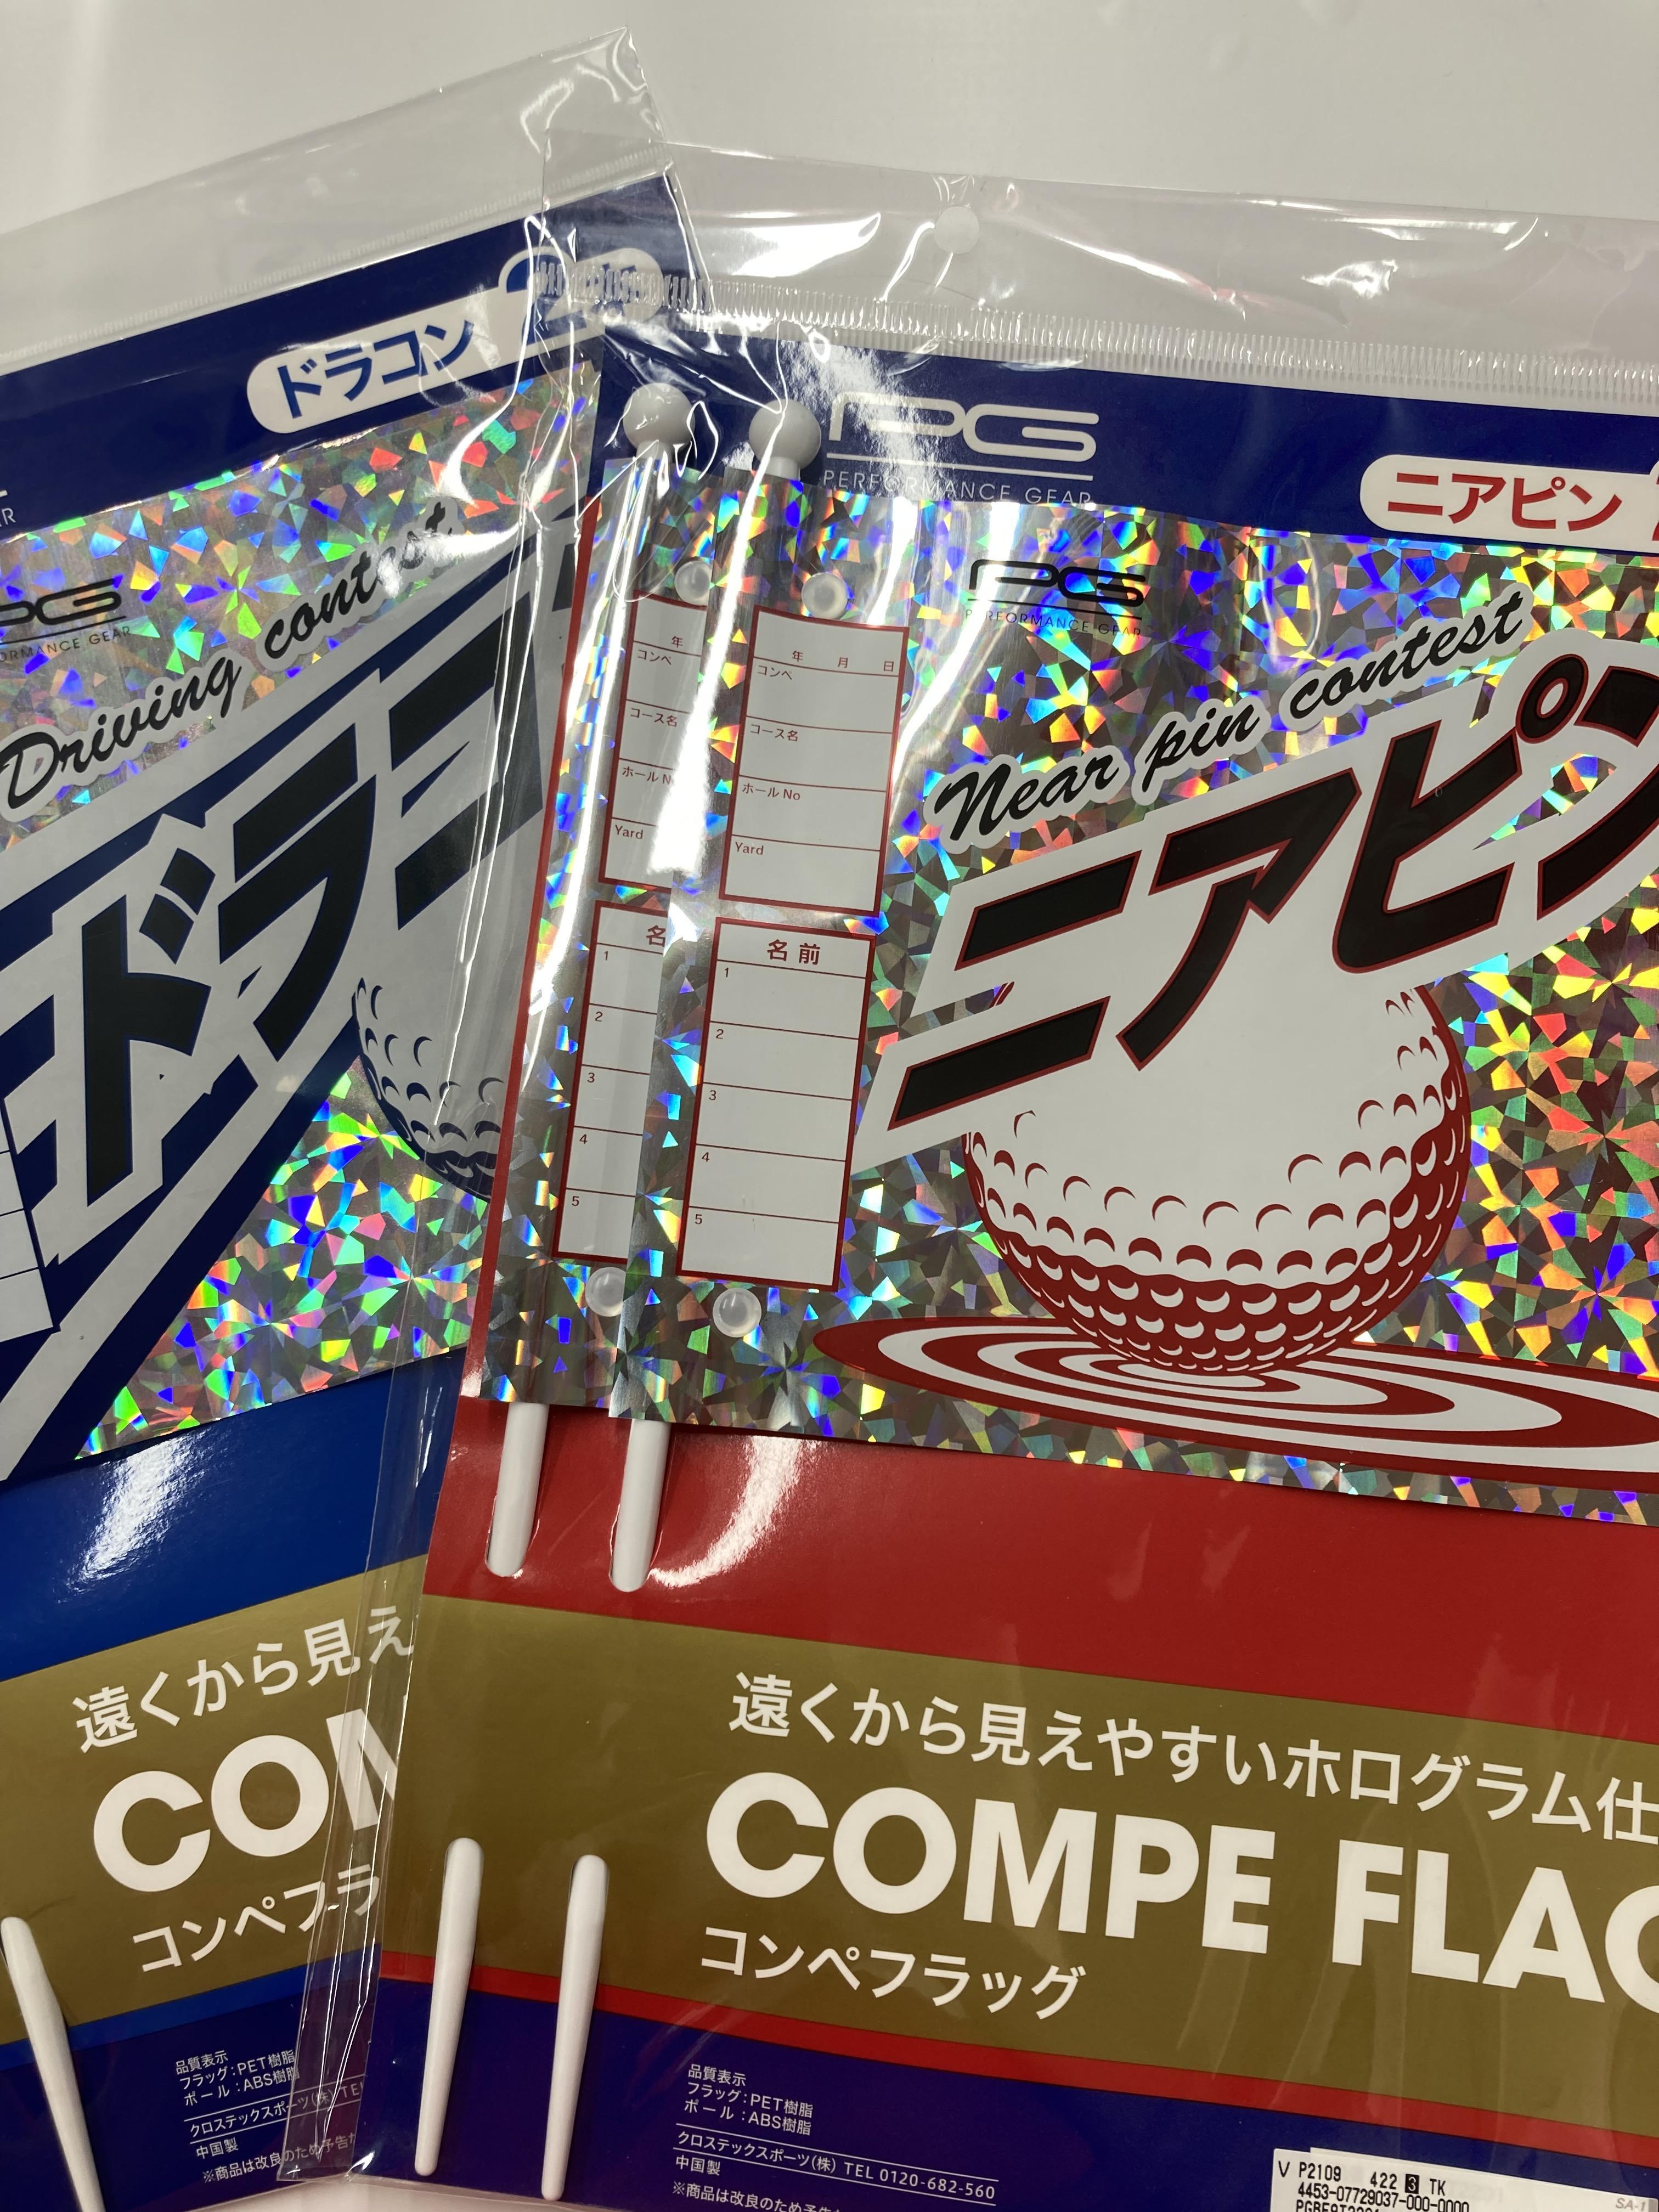 ドラコン
PERFORMANCE GEAR
Driving contest
ドラコ
遠くから見え
コンペフラ
品質表示
フラッグ:PET樹脂
ポール:ABS樹脂
クロステックスポーツ(株) TEL
中国製
※商品は改良のため予告
PG
PERFORMANCE GEAR
ニアピン
PG
PERFORMANCE GEAR
Near pin contest
ニアピン
年
コンペ
コース名
ホールNo
Yard
名
1
2
3
4
5
年 月 日
コンペ
コース名
ホールNo
Yard
名前
1
2
3
4
5
遠くから見えやすいホログラム仕
COMPE FLAG
コンペフラッグ
品質表示
フラッグ:PET樹脂
ポール:ABS樹脂
クロステックスポーツ(株) TEL 0120-682-560
中国製
※商品は改良のため予告
V P2109 422 3 TK
4453-07729037-000-0000